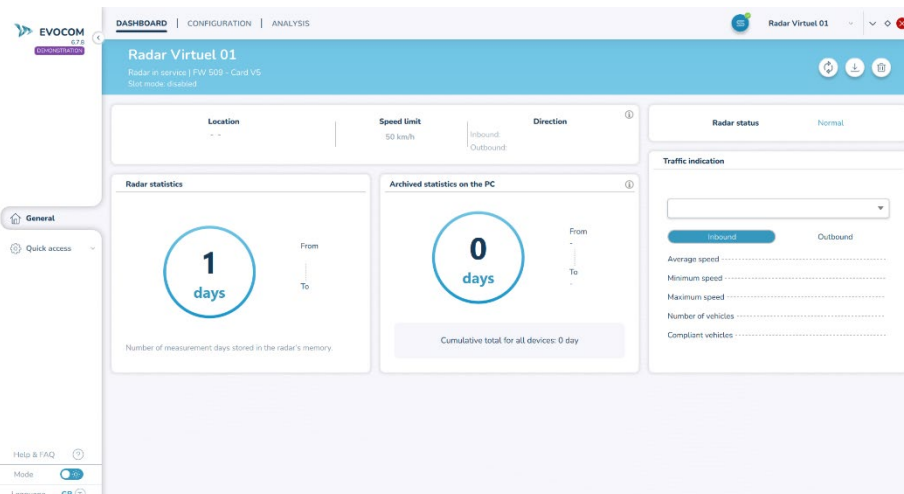 EVOCOM
6.7.8
DEMONSTRATION
DASHBOARD | CONFIGURATION | ANALYSIS
Radar Virtuel 01
Radar Virtuel 01
Radar in service | FW 509 - Card V5
Slot mode: disabled
Location
- -
Speed limit
50 km/h
Direction
Inbound:
Outbound:
Radar status
Normal
Radar statistics
1
days
From
To
Number of measurement days stored in the radar's memory.
Archived statistics on the PC
0
days
From
-
To
-
Cumulative total for all devices: 0 day
Traffic indication
Inbound
Outbound
Average speed
Minimum speed
Maximum speed
Number of vehicles
Compliant vehicles
General
Quick access
Help & FAQ
Mode
Language GB